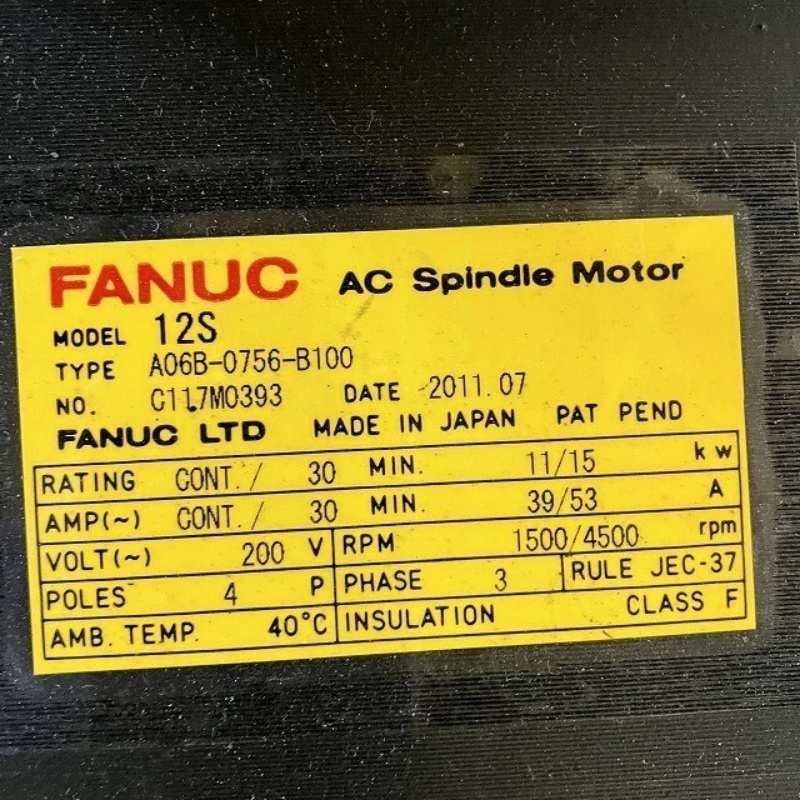 FANUC AC Spindle Motor
MODEL 12S
TYPE A06B-0756-B100
NO. C117M0393 DATE 2011.07
FANUC LTD MADE IN JAPAN PAT PEND
RATING CONT. / 30 MIN. 11/15 kw
AMP(~) CONT. / 30 MIN. 39/53 A
VOLT(~) 200 V RPM 1500/4500 rpm
POLES 4 P PHASE 3 RULE JEC-37
AMB. TEMP. 40°C INSULATION CLASS F